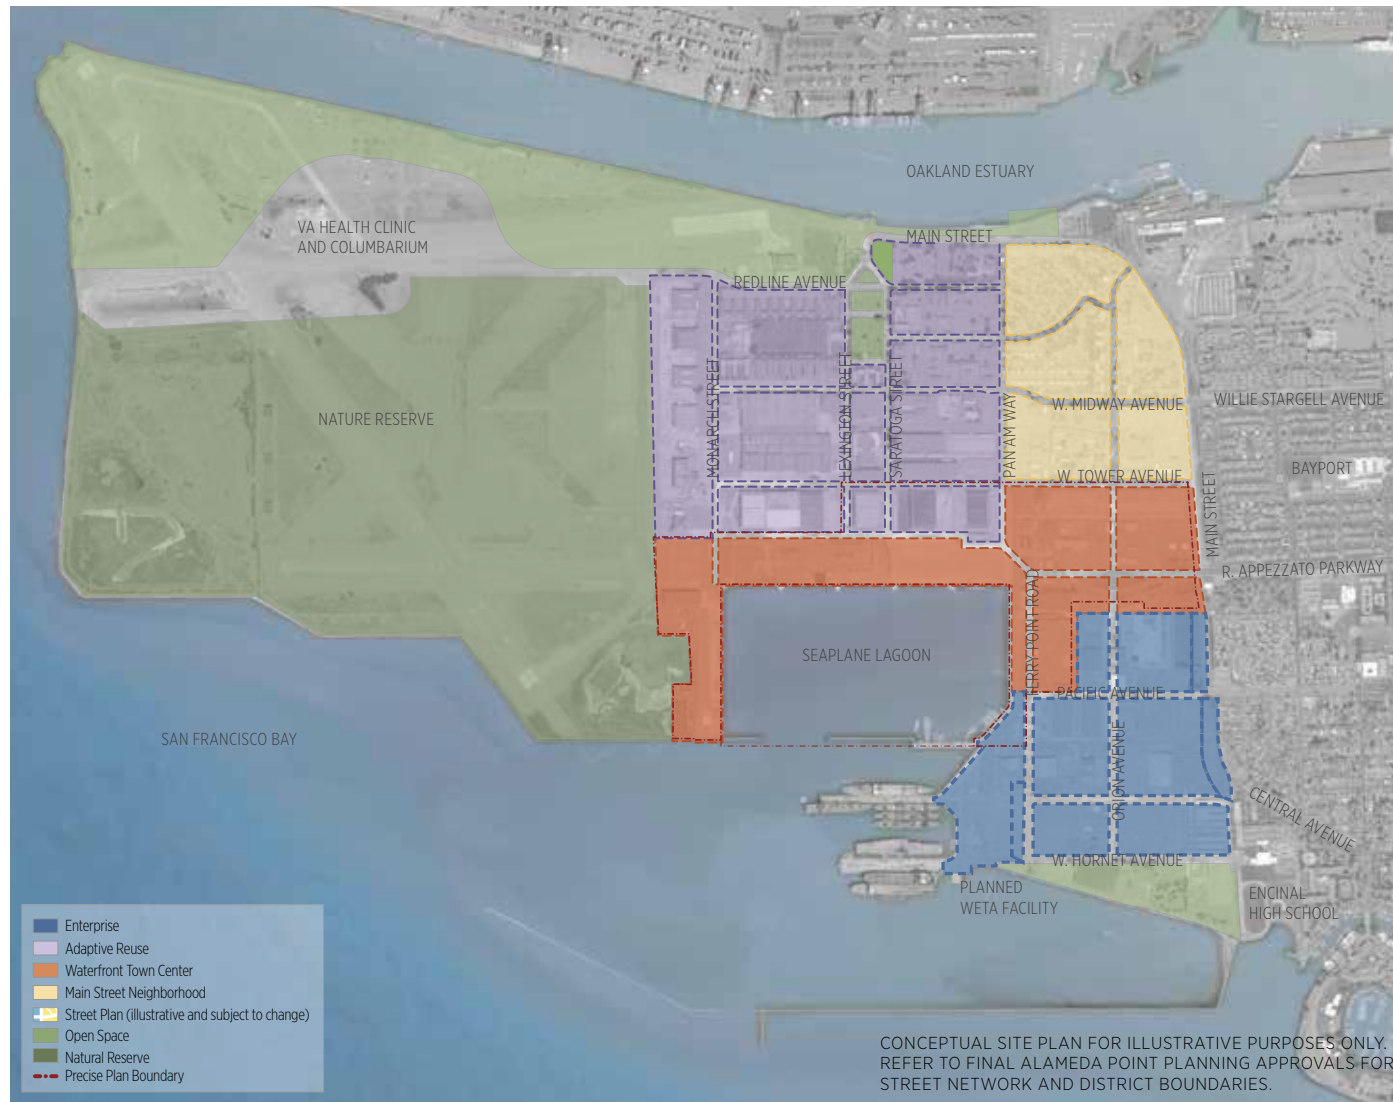 OAKLAND ESTUARY
VA HEALTH CLINIC
AND COLUMBARIUM
MAIN STREET
REDLINE AVENUE
NATURE RESERVE
MONARCH STREET
LEXINGTON STREET
SARATOGA STREET
PAN AM WAY
W. MIDWAY AVENUE
WILLIE STARGELL AVENUE
BAYPORT
W. TOWER AVENUE
MAIN STREET
R. APPEZZATO PARKWAY
FERRY POINT ROAD
SEAPLANE LAGOON
PACIFIC AVENUE
SAN FRANCISCO BAY
ORION AVENUE
CENTRAL AVENUE
W. HORNET AVENUE
PLANNED
WETA FACILITY
ENCINAL
HIGH SCHOOL
Enterprise
Adaptive Reuse
Waterfront Town Center
Main Street Neighborhood
Street Plan (illustrative and subject to change)
Open Space
Natural Reserve
Precise Plan Boundary
CONCEPTUAL SITE PLAN FOR ILLUSTRATIVE PURPOSES ONLY.
REFER TO FINAL ALAMEDA POINT PLANNING APPROVALS FOR
STREET NETWORK AND DISTRICT BOUNDARIES.